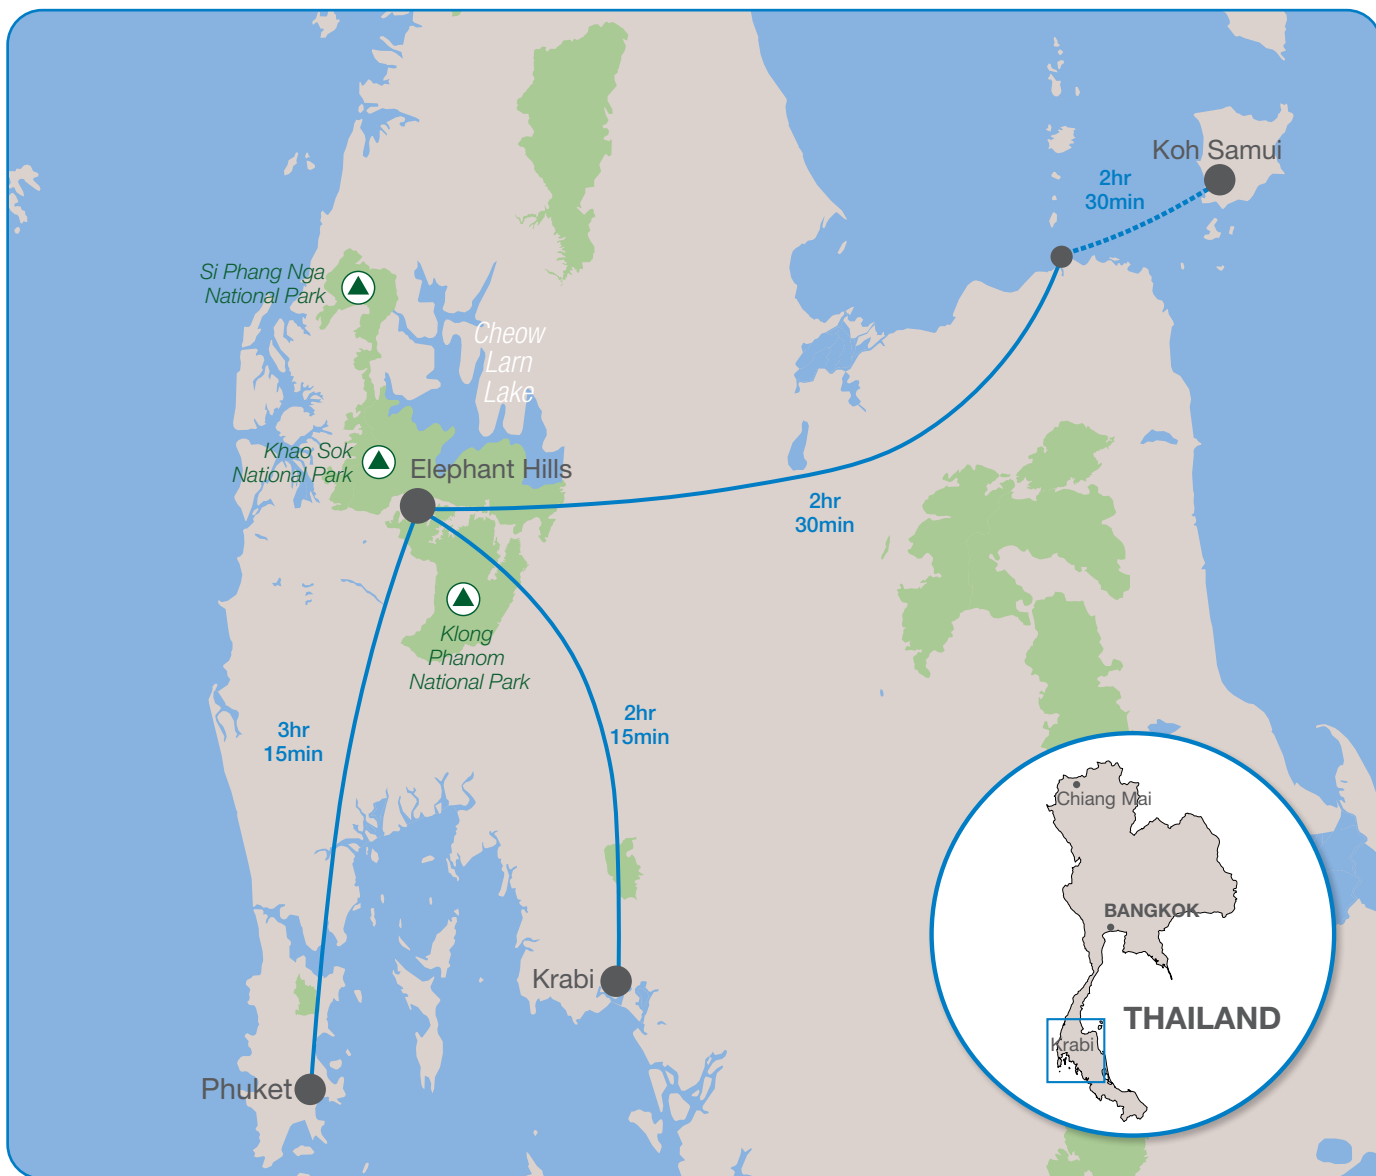 Koh Samui
2hr
30min
Si Phang Nga
National Park
Cheow
Larn
Lake
Khao Sok
National Park
Elephant Hills
2hr
30min
Klong
Phanom
National Park
3hr
15min
2hr
15min
Krabi
Phuket
Chiang Mai
BANGKOK
THAILAND
Krabi